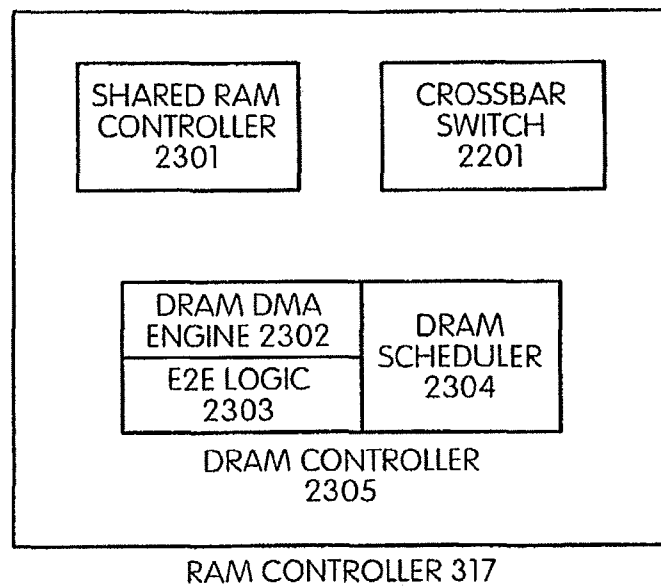 SHARED RAM
CONTROLLER
2301
CROSSBAR
SWITCH
2201
DRAM DMA
ENGINE 2302
E2E LOGIC
2303
DRAM
SCHEDULER
2304
DRAM CONTROLLER
2305
RAM CONTROLLER 317